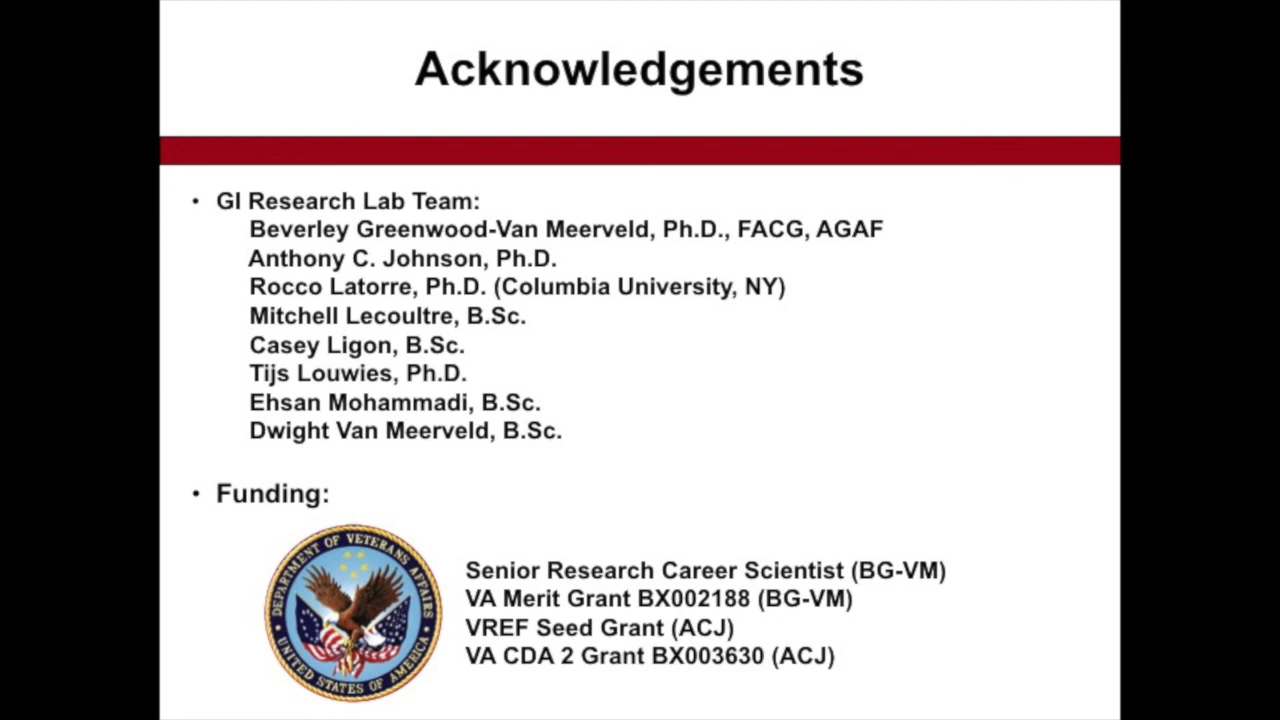 Acknowledgements
• GI Research Lab Team:
Beverley Greenwood-Van Meerveld, Ph.D., FACG, AGAF
Anthony C. Johnson, Ph.D.
Rocco Latorre, Ph.D. (Columbia University, NY)
Mitchell Lecoultre, B.Sc.
Casey Ligon, B.Sc.
Tijs Louwies, Ph.D.
Ehsan Mohammadi, B.Sc.
Dwight Van Meerveld, B.Sc.
• Funding:
DEPARTMENT OF VETERANS AFFAIRS
UNITED STATES OF AMERICA
Senior Research Career Scientist (BG-VM)
VA Merit Grant BX002188 (BG-VM)
VREF Seed Grant (ACJ)
VA CDA 2 Grant BX003630 (ACJ)